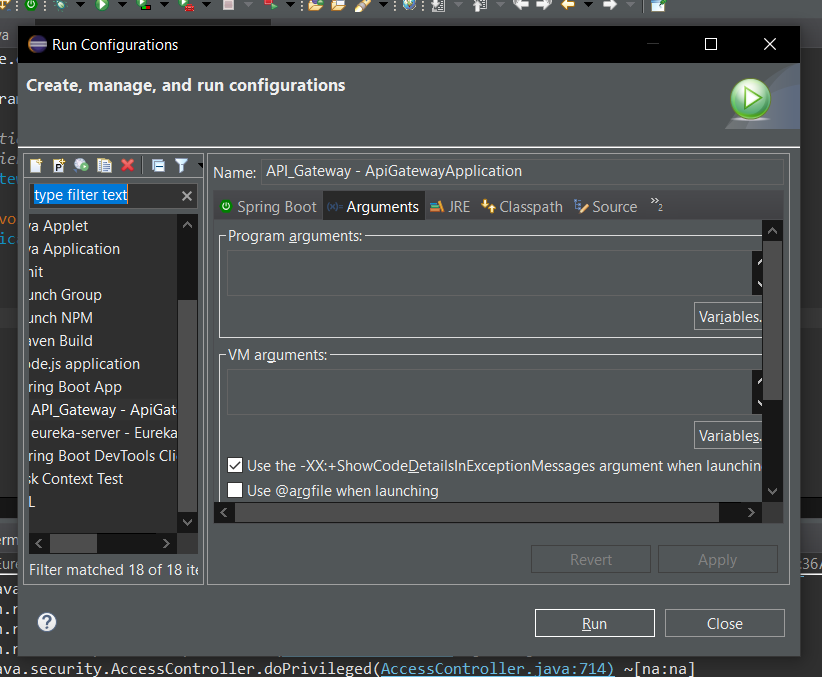 Run Configurations
Create, manage, and run configurations
type filter text
va Applet
va Application
nit
unch Group
unch NPM
aven Build
de.js application
ring Boot App
API_Gateway - ApiGat
eureka-server - Eureka
ring Boot DevTools Cli
sk Context Test
L
Filter matched 18 of 18 ite
Name: API_Gateway - ApiGatewayApplication
Spring Boot
(x)= Arguments
JRE
Classpath
Source
»2
Program arguments:
Variables.
VM arguments:
Variables.
Use the -XX:+ShowCodeDetailsInExceptionMessages argument when launchin
Use @argfile when launching
Revert
Apply
Run
Close
ava.security.AccessController.doPrivileged(AccessController.java:714) ~[na:na]